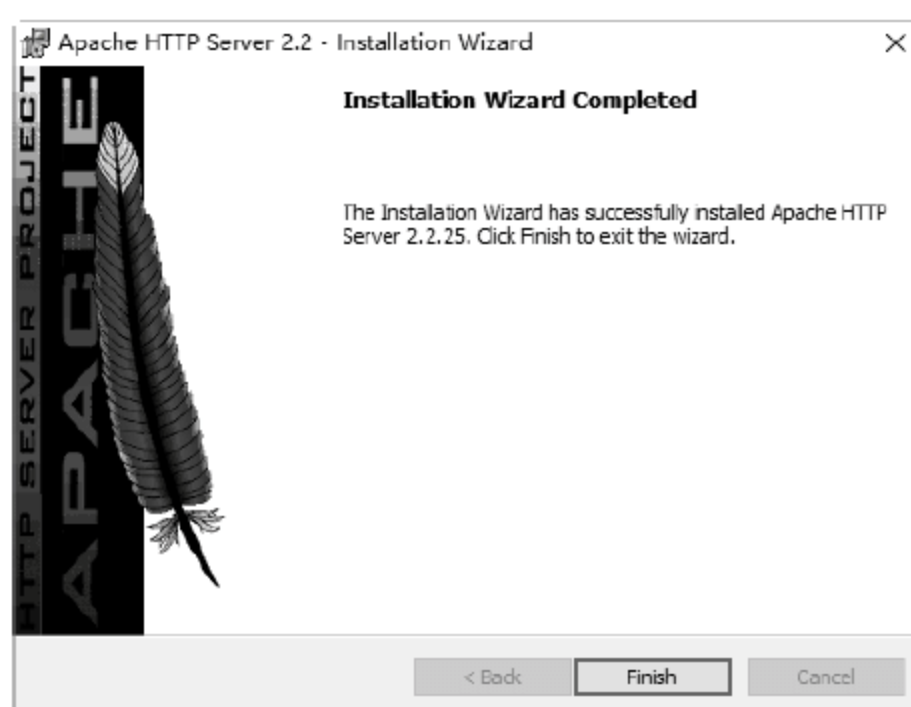 Apache HTTP Server 2.2 - Installation Wizard
HTTP SERVER PROJECT
APACHE
Installation Wizard Completed
The Installation Wizard has successfully installed Apache HTTP
Server 2.2.25. Click Finish to exit the wizard.
< Back
Finish
Cancel